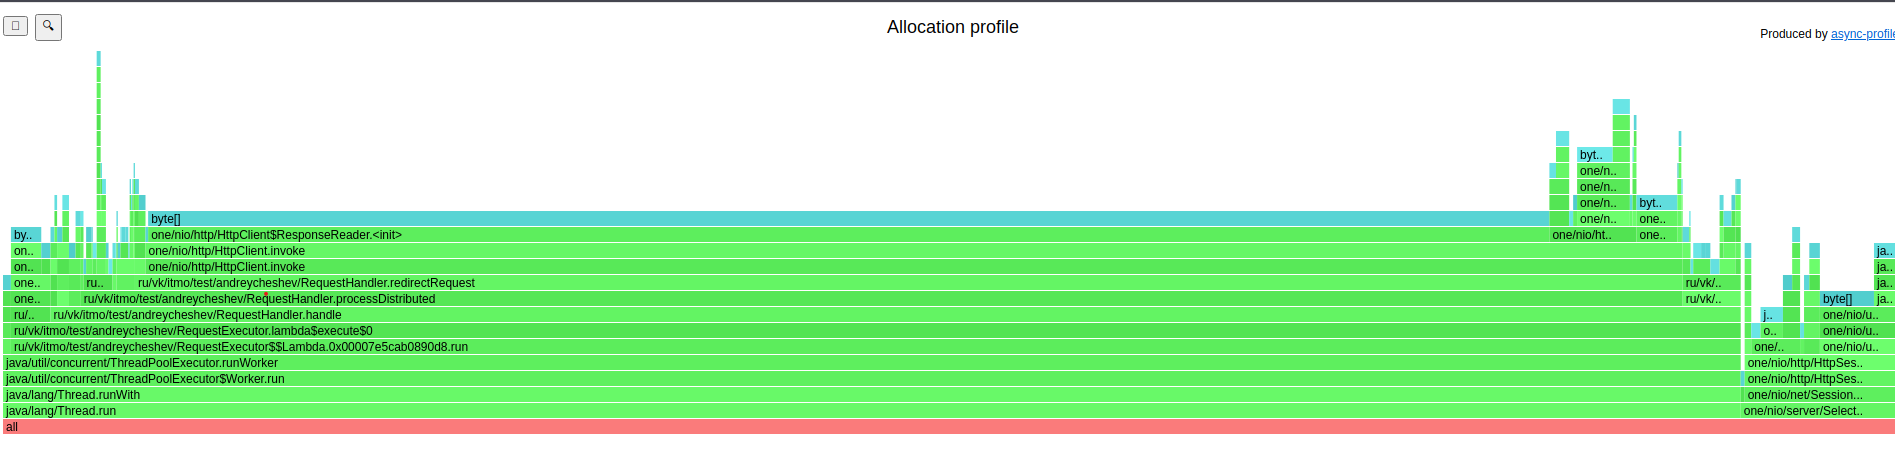 Allocation profile
Produced by async-profile
byt..
one/n..
one/n..
one/n.. byt..
byte[] one/n.. one..
by.. one/nio/http/HttpClient$ResponseReader.<init> one/nio/ht.. one..
on.. one/nio/http/HttpClient.invoke ja..
on.. one/nio/http/HttpClient.invoke ja..
one.. ru.. ru/vk/itmo/test/andreycheshev/RequestHandler.redirectRequest ru/vk/.. ja..
one.. ru/vk/itmo/test/andreycheshev/RequestHandler.processDistributed ru/vk/.. byte[] ja..
ru/.. ru/vk/itmo/test/andreycheshev/RequestHandler.handle j.. one/nio/u..
ru/vk/itmo/test/andreycheshev/RequestExecutor.lambda$execute$0 o.. one/nio/u..
ru/vk/itmo/test/andreycheshev/RequestExecutor$$Lambda.0x00007e5cab0890d8.run one/.. one/nio/u..
java/util/concurrent/ThreadPoolExecutor.runWorker one/nio/http/HttpSes..
java/util/concurrent/ThreadPoolExecutor$Worker.run one/nio/http/HttpSes..
java/lang/Thread.runWith one/nio/net/Session...
java/lang/Thread.run one/nio/server/Select..
all